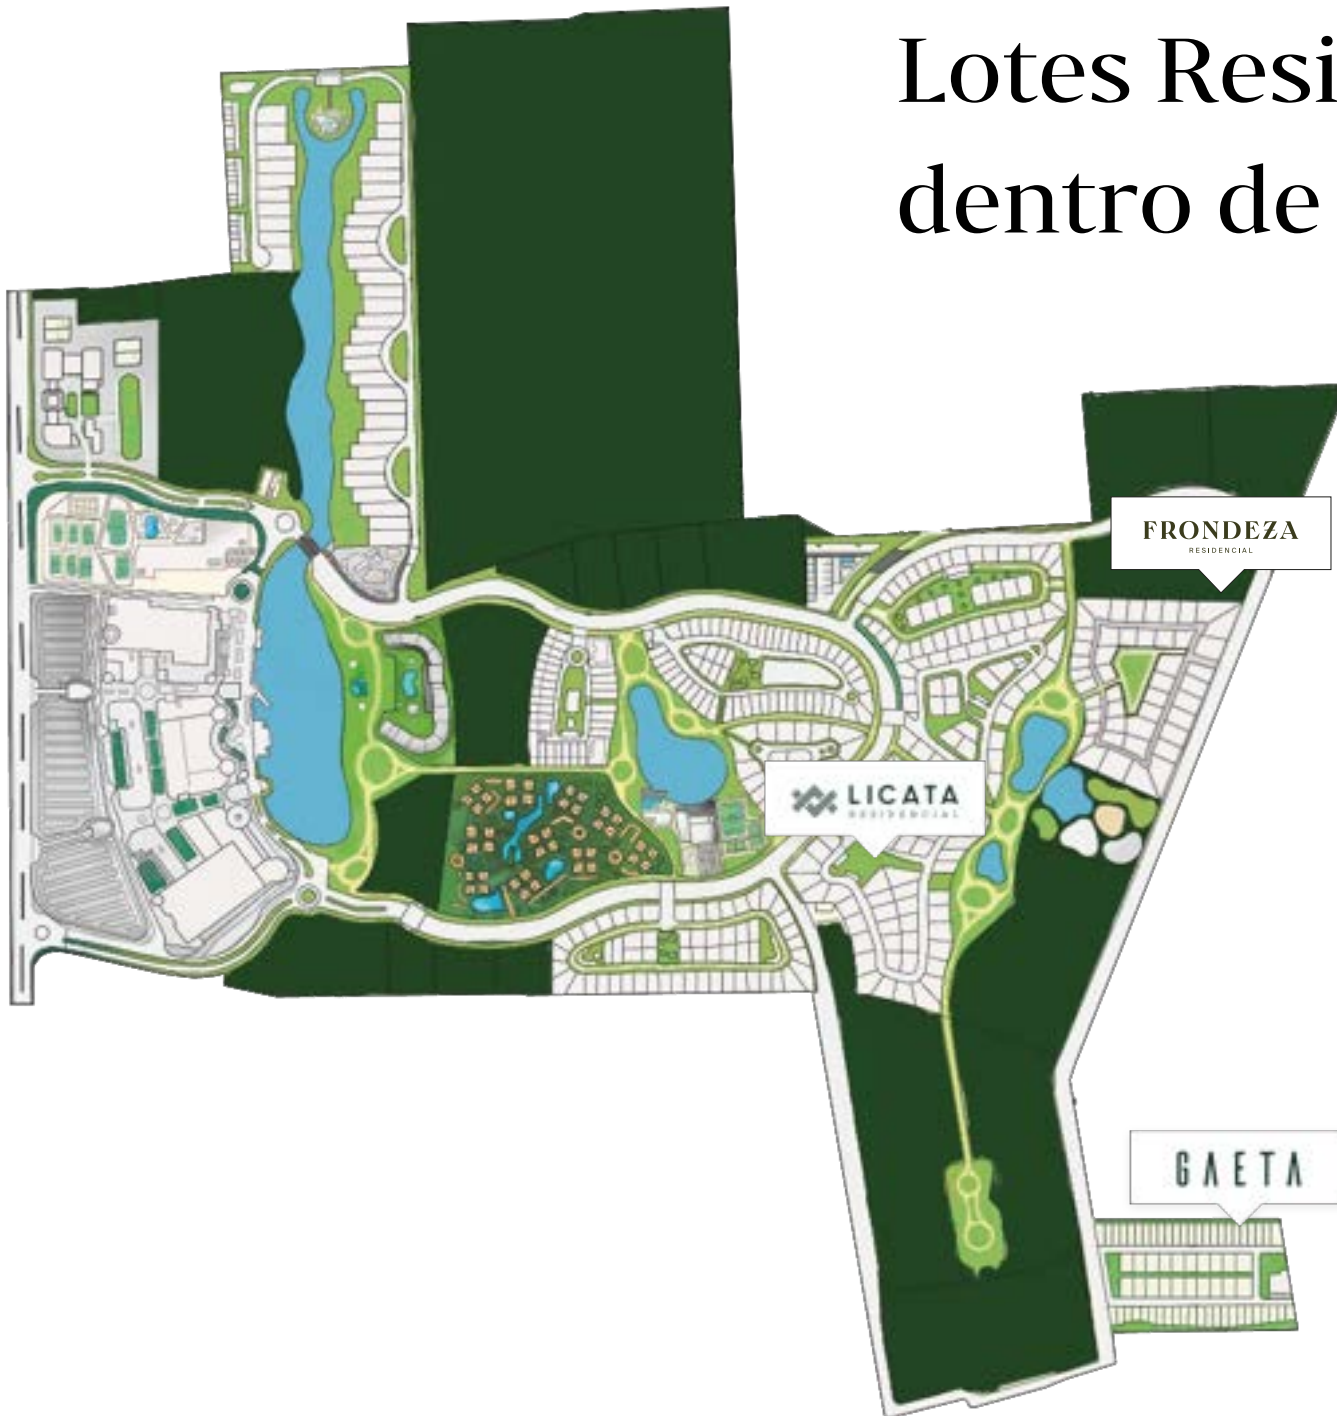 Lotes Resi
dentro de
FRONDEZA
RESIDENCIAL
LICATA
RESIDENCIAL
GAETA